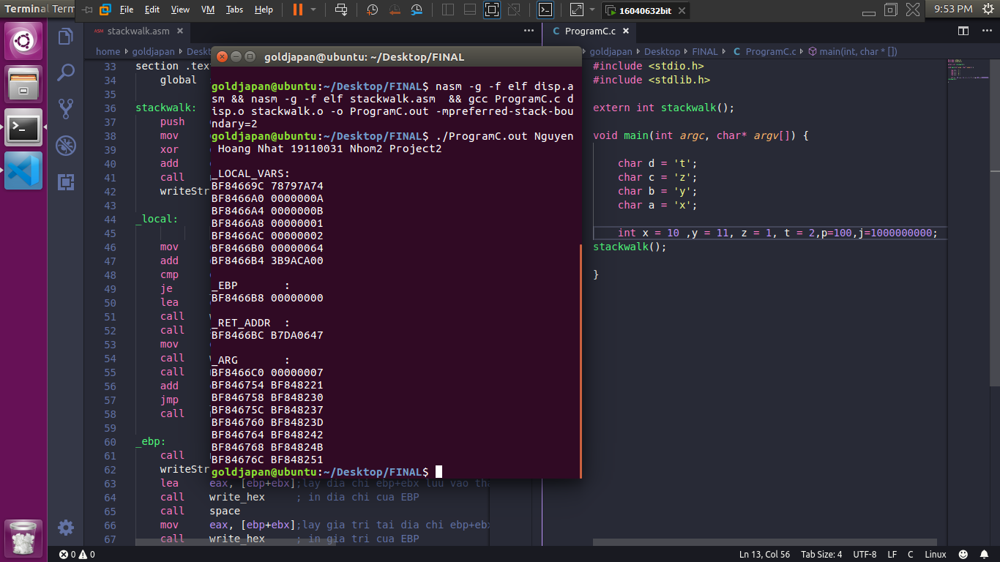 Terminal Term
File Edit View VM Tabs Help
16040632bit
9:53 PM
ASM stackwalk.asm
C ProgramC.c
home goldjapan Deskt
goldjapan Desktop FINAL C ProgramC.c main(int, char * [])
33 section .tex
34 global
35
36 stackwalk:
37 push
38 mov
39 xor
40 add
41 call
42 writeStr
43
44 _local:
45
46 mov
47 add
48 cmp
49 je
50 lea
51 call
52 call
53 mov
54 call
55 call
56 add
57 jmp
58 call
59
60 _ebp:
61 call
62 writeStr
63 lea eax, [ebp+ebx];lay dia chi ebp+ebx luu vao tha
64 call write_hex ; in dia chi cua EBP
65 call space
66 mov eax, [ebp+ebx];lay gia tri tai dia chi ebp+eb
67 call write_hex ; in gia tri cua EBP
goldjapan@ubuntu: ~/Desktop/FINAL
goldjapan@ubuntu:~/Desktop/FINAL$ nasm -g -f elf disp.a
sm && nasm -g -f elf stackwalk.asm && gcc ProgramC.c d
isp.o stackwalk.o -o ProgramC.out -mpreferred-stack-bou
ndary=2
goldjapan@ubuntu:~/Desktop/FINAL$ ./ProgramC.out Nguyen
Hoang Nhat 19110031 Nhom2 Project2
_LOCAL_VARS:
BF84669C 78797A74
BF8466A0 0000000A
BF8466A4 0000000B
BF8466A8 00000001
BF8466AC 00000002
BF8466B0 00000064
BF8466B4 3B9ACA00
_EBP :
BF8466B8 00000000
_RET_ADDR :
BF8466BC B7DA0647
_ARG :
BF8466C0 00000007
BF846754 BF848221
BF846758 BF848230
BF84675C BF848237
BF846760 BF84823D
BF846764 BF848242
BF846768 BF84824B
BF84676C BF848251
goldjapan@ubuntu:~/Desktop/FINAL$
#include <stdio.h>
#include <stdlib.h>
extern int stackwalk();
void main(int argc, char* argv[]) {
char d = 't';
char c = 'z';
char b = 'y';
char a = 'x';
int x = 10 ,y = 11, z = 1, t = 2,p=100,j=1000000000;
stackwalk();
}
0 0
Ln 13, Col 56 Tab Size: 4 UTF-8 LF C Linux